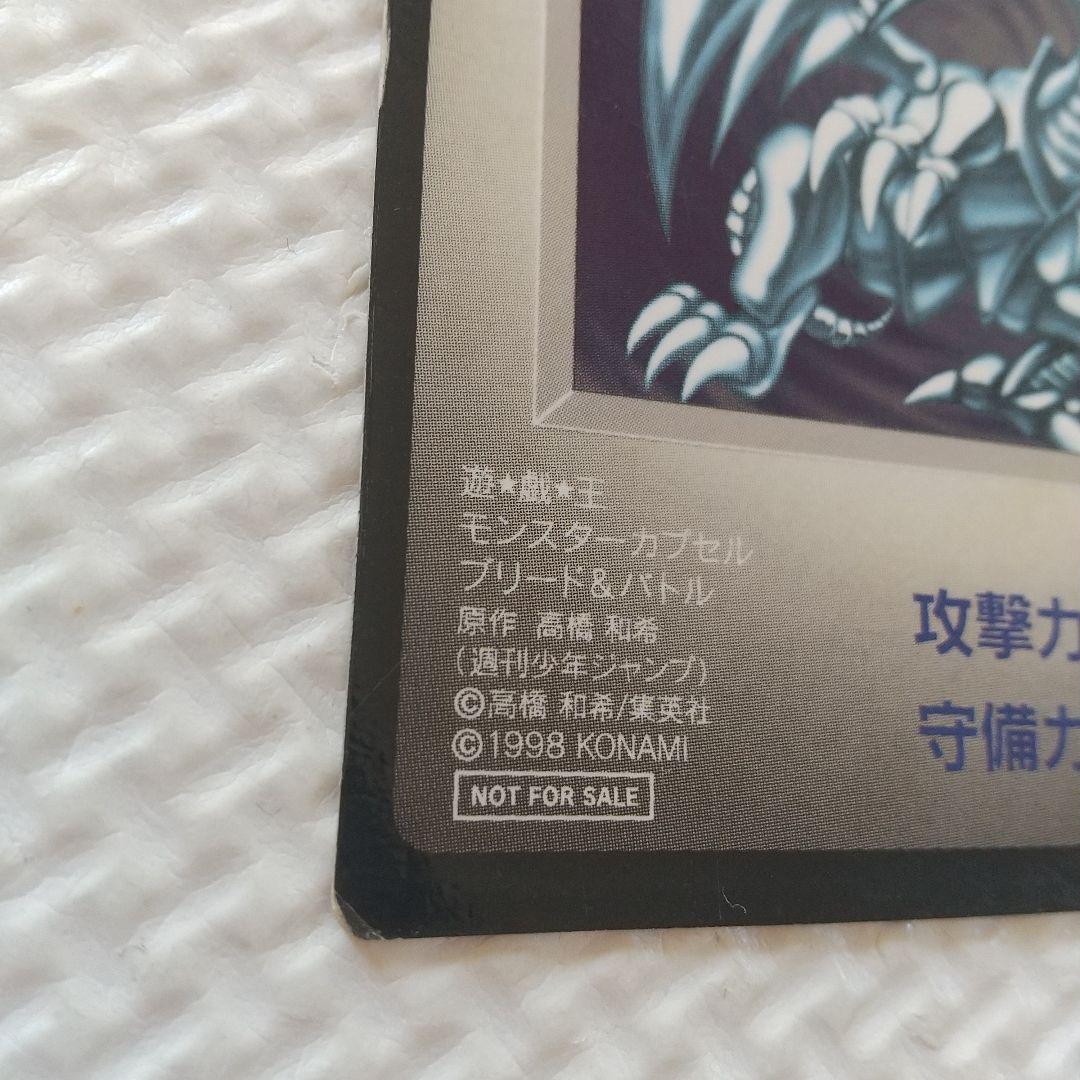 遊★戯★王
モンスターカプセル
ブリード&バトル
原作 高橋 和希
(週刊少年ジャンプ)
©高橋 和希/集英社
©1998 KONAMI
NOT FOR SALE
攻撃力
守備力